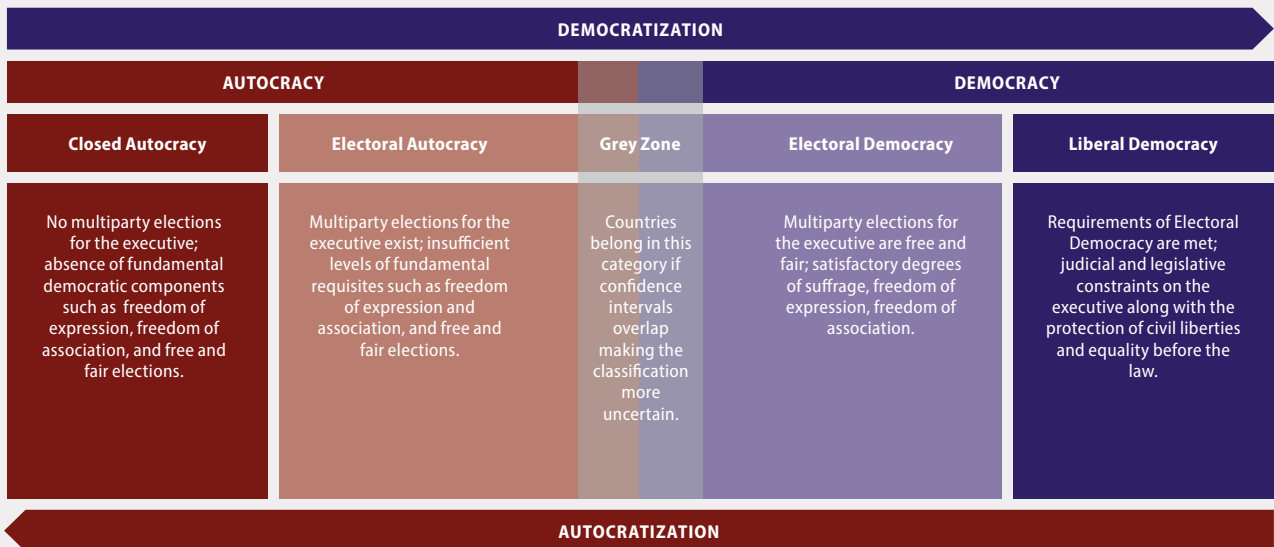 DEMOCRATIZATION
AUTOCRACY
DEMOCRACY
Closed Autocracy
Electoral Autocracy
Grey Zone
Electoral Democracy
Liberal Democracy
No multiparty elections
for the executive;
absence of fundamental
democratic components
such as freedom of
expression, freedom of
association, and free and
fair elections.
Multiparty elections for the
executive exist; insufficient
levels of fundamental
requisites such as freedom
of expression and
association, and free and
fair elections.
Countries
belong in this
category if
confidence
intervals
overlap
making the
classification
more
uncertain.
Multiparty elections for
the executive are free and
fair; satisfactory degrees
of suffrage, freedom of
expression, freedom of
association.
Requirements of Electoral
Democracy are met;
judicial and legislative
constraints on the
executive along with the
protection of civil liberties
and equality before the
law.
AUTOCRATIZATION